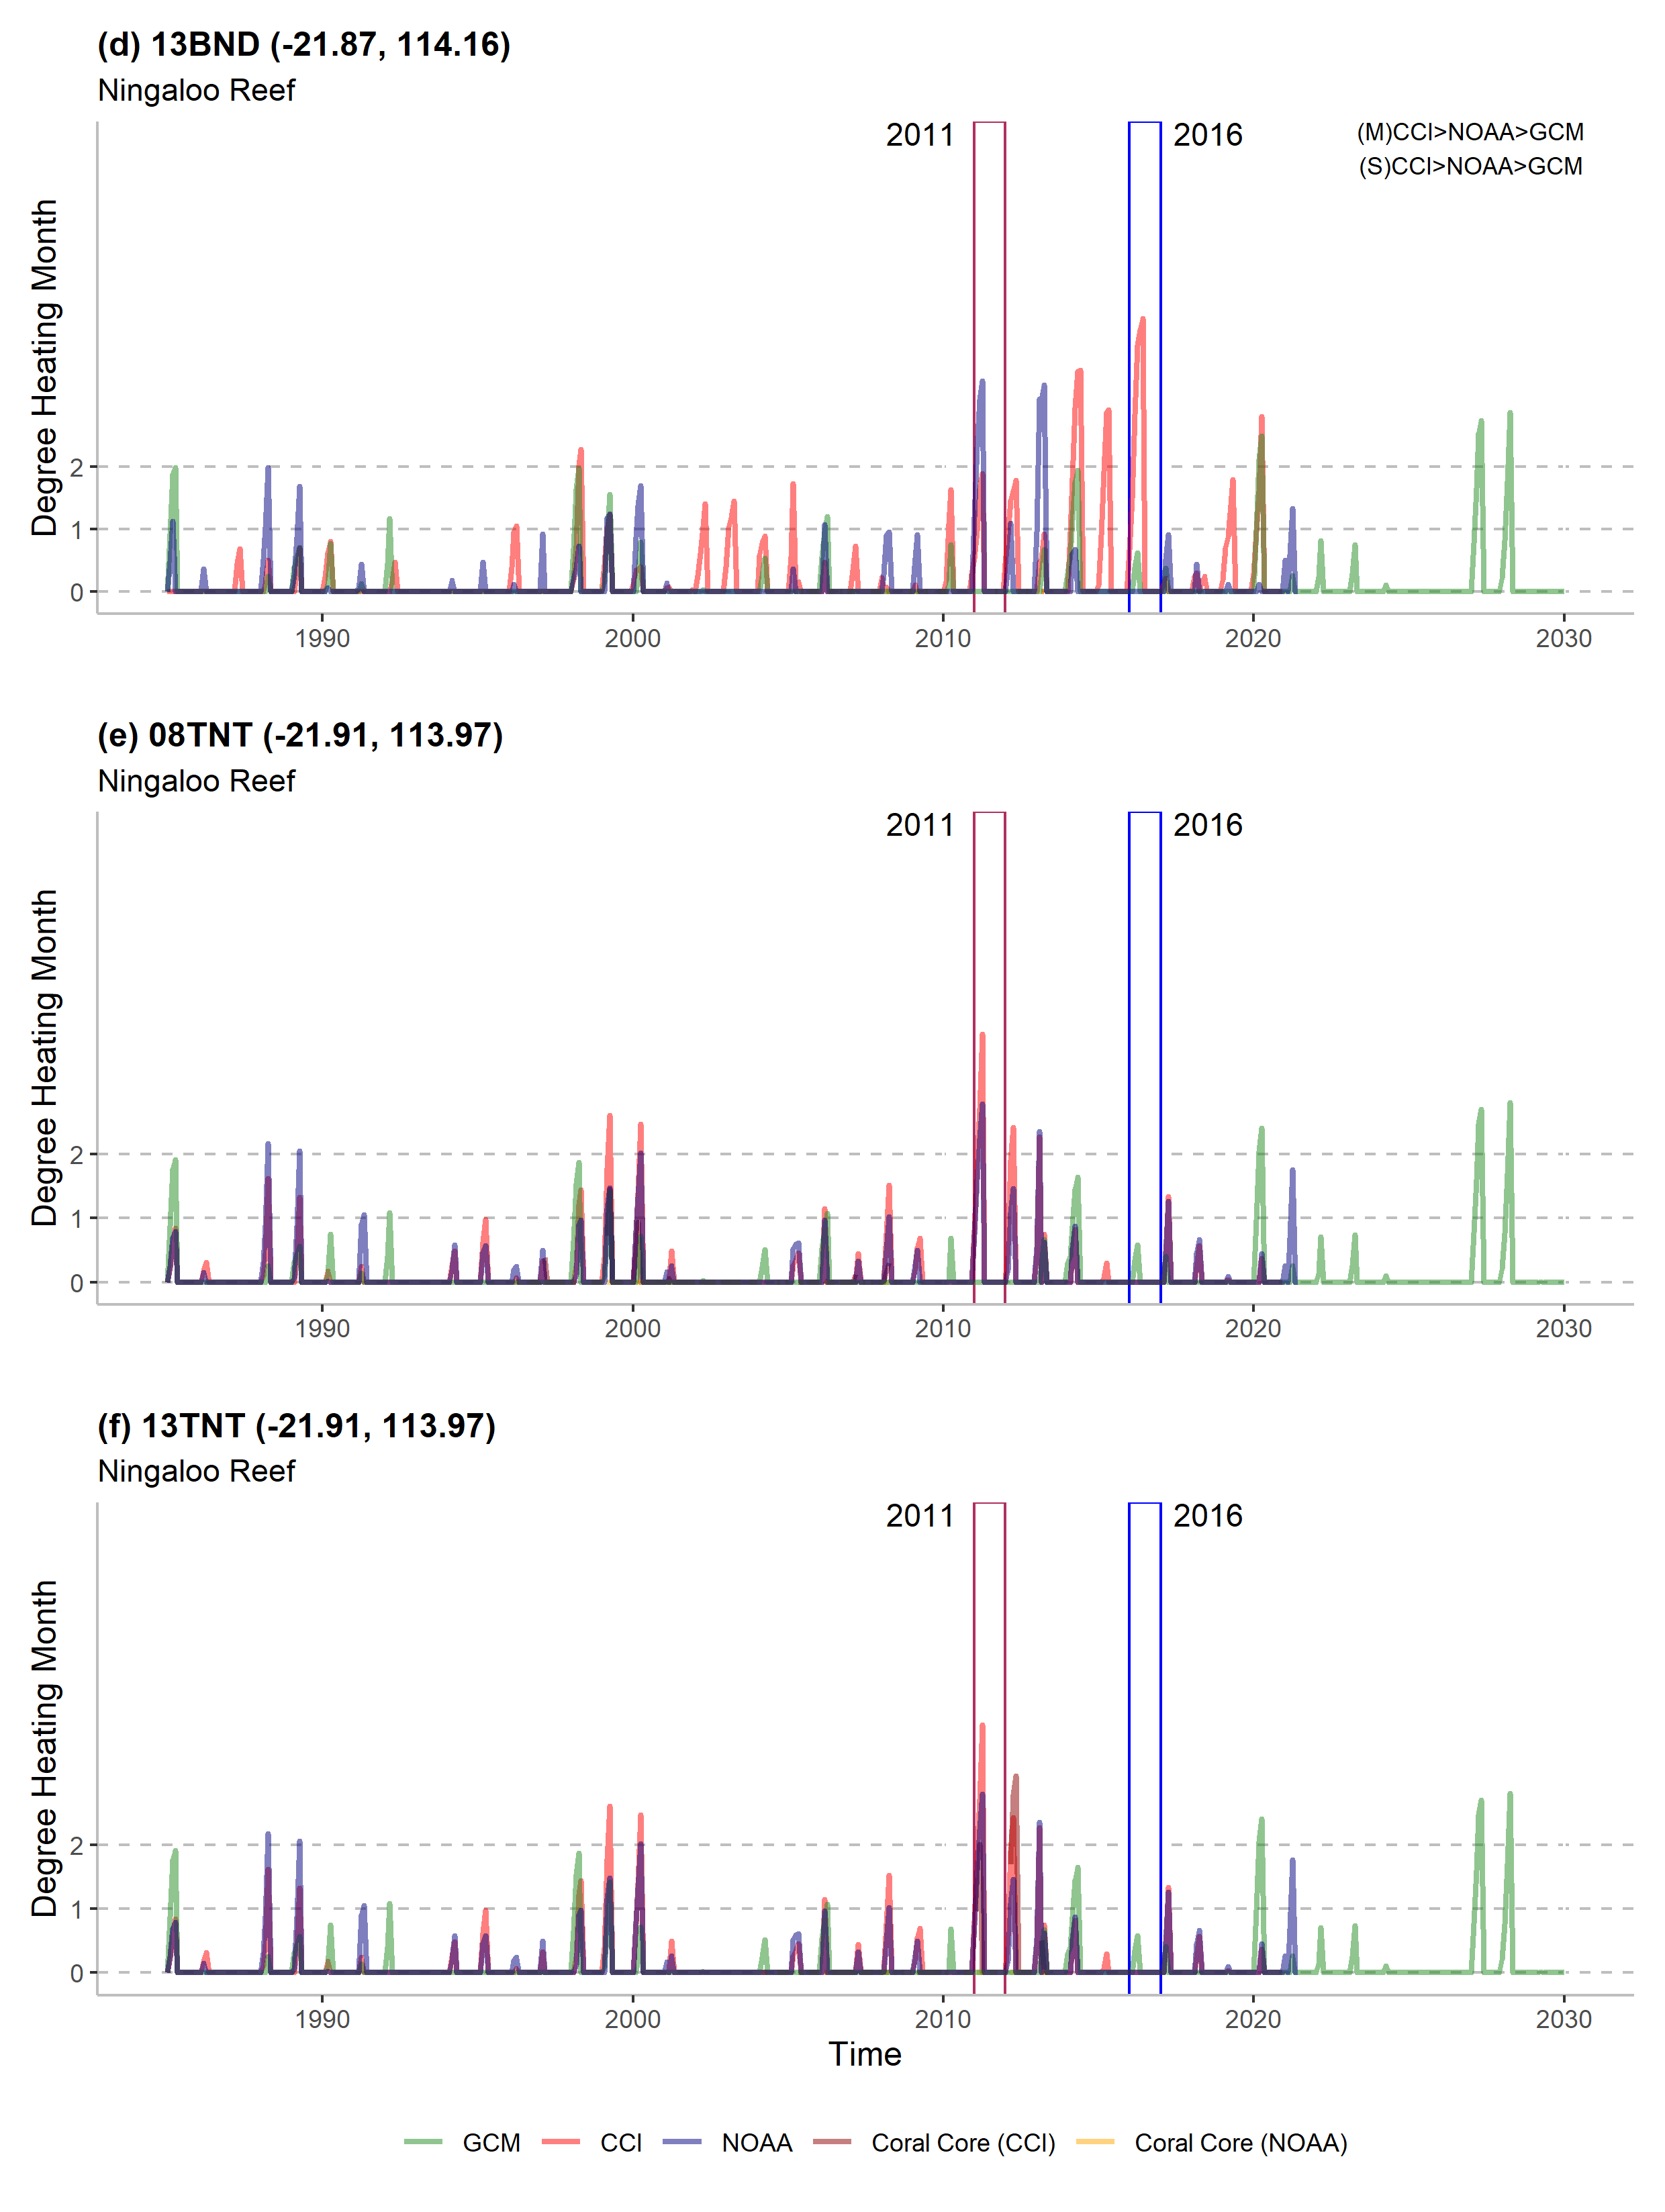 (d) 13BND (-21.87, 114.16)
Ningaloo Reef
2011
2016
(M)CCI>NOAA>GCM
(S)CCI>NOAA>GCM
Degree Heating Month
2
1
0
1990
2000
2010
2020
2030
(e) 08TNT (-21.91, 113.97)
Ningaloo Reef
2011
2016
Degree Heating Month
2
1
0
1990
2000
2010
2020
2030
(f) 13TNT (-21.91, 113.97)
Ningaloo Reef
2011
2016
Degree Heating Month
2
1
0
1990
2000
2010
2020
2030
Time
GCM CCI NOAA Coral Core (CCI) Coral Core (NOAA)